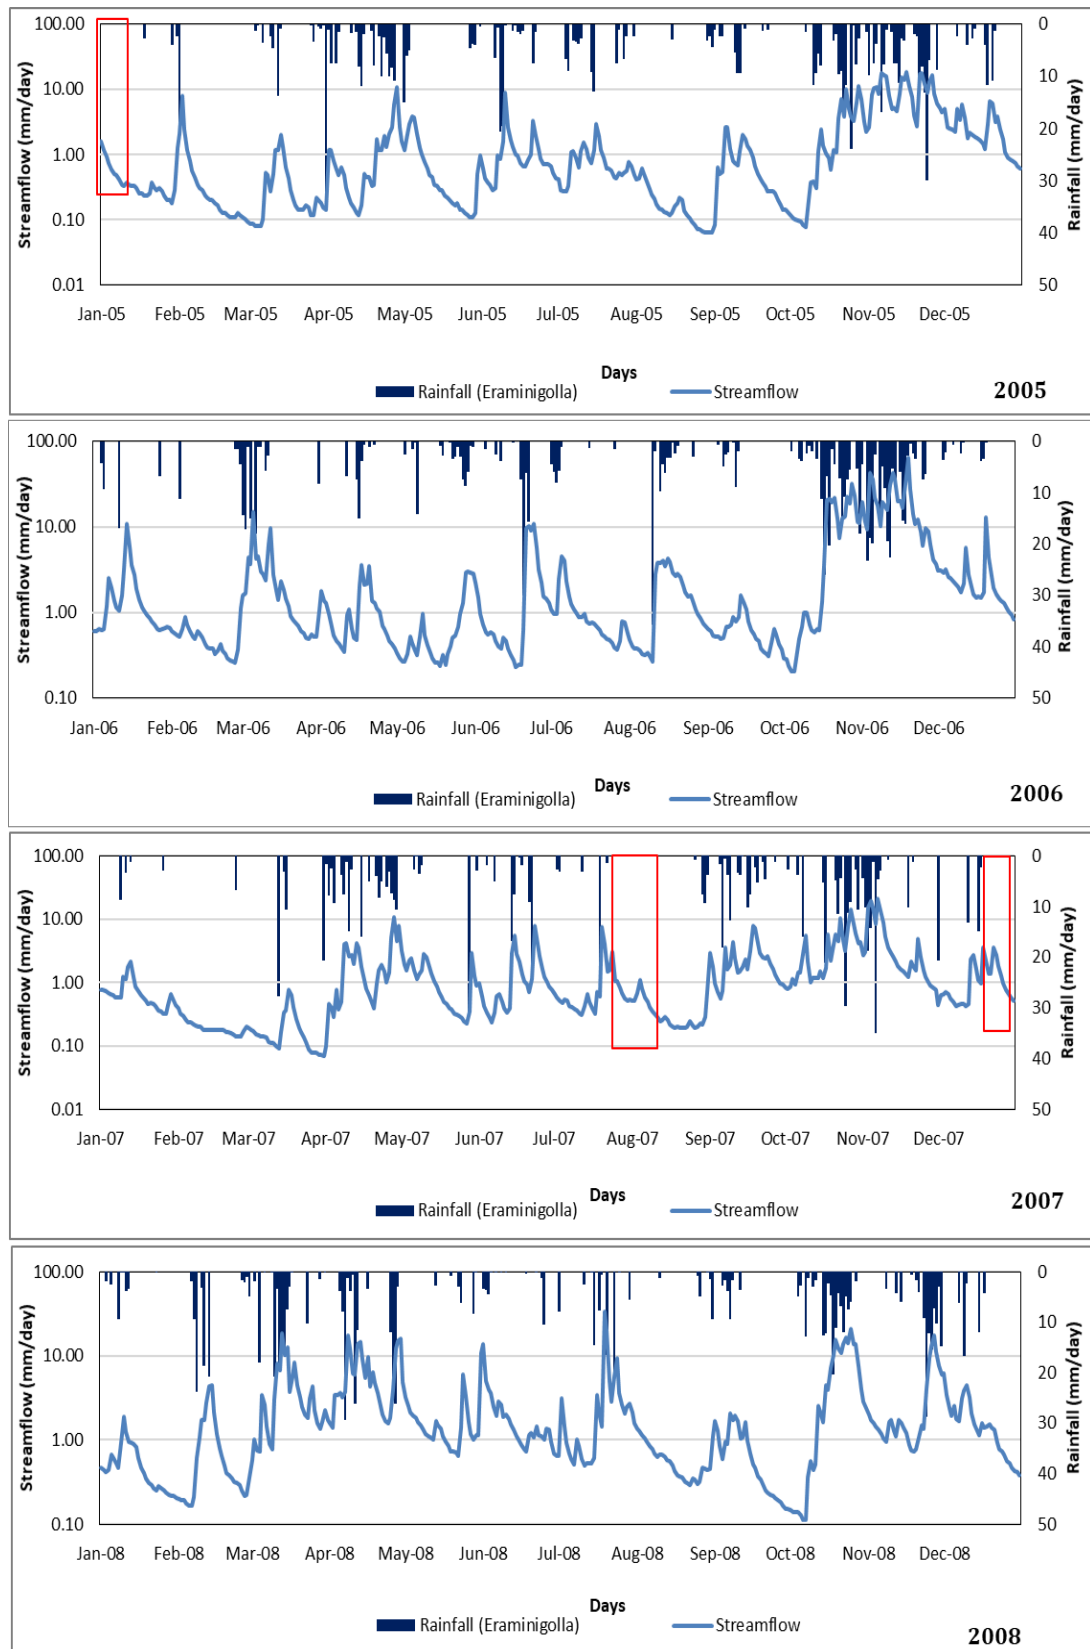 100.00 0
10.00 10
1.00 20
0.10 30
0.01 40
50
Streamflow (mm/day)
Rainfall (mm/day)
Jan-05 Feb-05 Mar-05 Apr-05 May-05 Jun-05 Jul-05 Aug-05 Sep-05 Oct-05 Nov-05 Dec-05
Days
Rainfall (Eraminigolla) Streamflow 2005
100.00 0
10.00 10
1.00 20
0.10 30
40
50
Streamflow (mm/day)
Rainfall (mm/day)
Jan-06 Feb-06 Mar-06 Apr-06 May-06 Jun-06 Jul-06 Aug-06 Sep-06 Oct-06 Nov-06 Dec-06
Days
Rainfall (Eraminigolla) Streamflow 2006
100.00 0
10.00 10
1.00 20
0.10 30
0.01 40
50
Streamflow (mm/day)
Rainfall (mm/day)
Jan-07 Feb-07 Mar-07 Apr-07 May-07 Jun-07 Jul-07 Aug-07 Sep-07 Oct-07 Nov-07 Dec-07
Days
Rainfall (Eraminigolla) Streamflow 2007
100.00 0
10.00 10
1.00 20
0.10 30
40
50
Streamflow (mm/day)
Rainfall (mm/day)
Jan-08 Feb-08 Mar-08 Apr-08 May-08 Jun-08 Jul-08 Aug-08 Sep-08 Oct-08 Nov-08 Dec-08
Days
Rainfall (Eraminigolla) Streamflow 2008